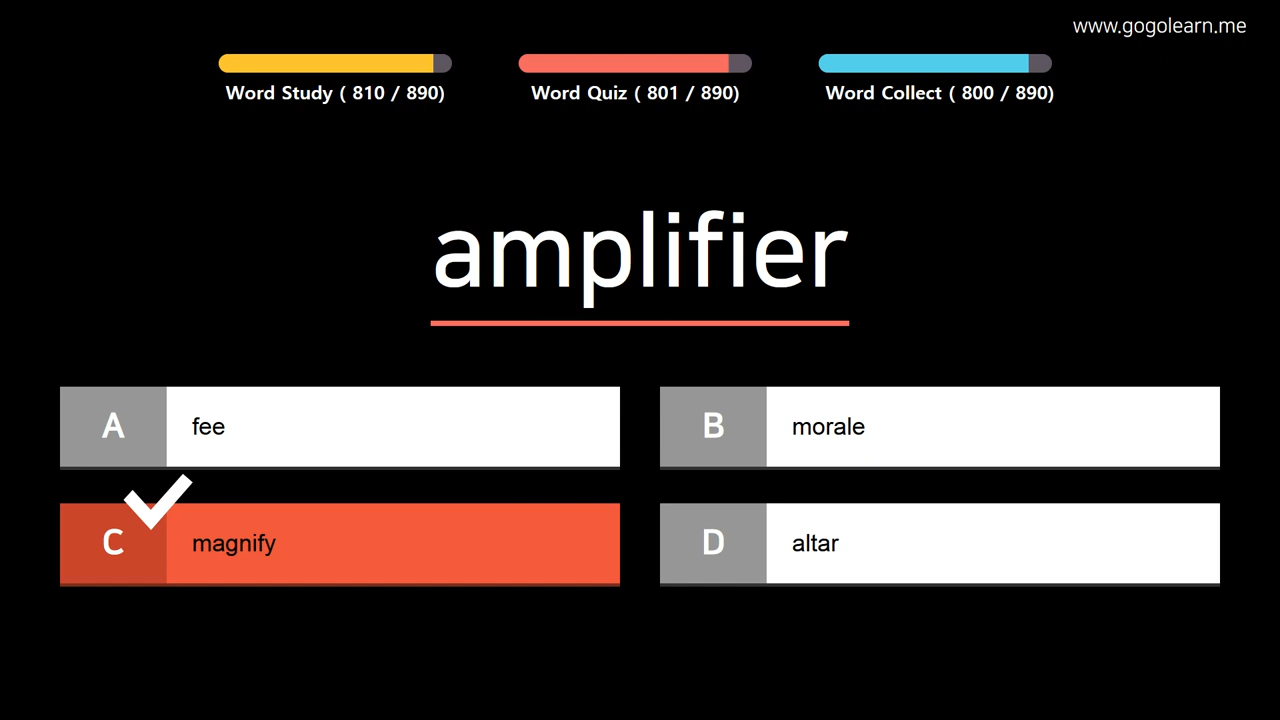 www.gogolearn.me
Word Study ( 810 / 890)
Word Quiz ( 801 / 890)
Word Collect ( 800 / 890)
amplifier
A fee
B morale
C magnify
D altar